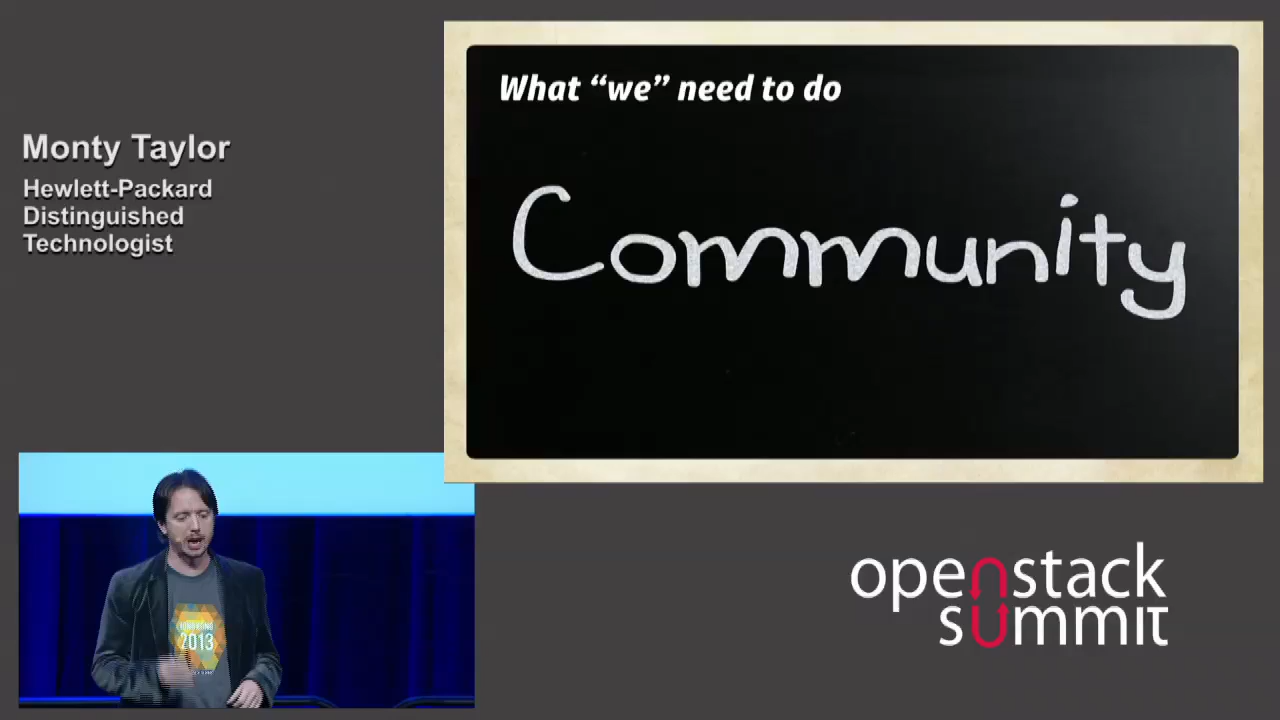 Monty Taylor
Hewlett-Packard
Distinguished
Technologist
What “we” need to do
Community
2013
openstack
summit